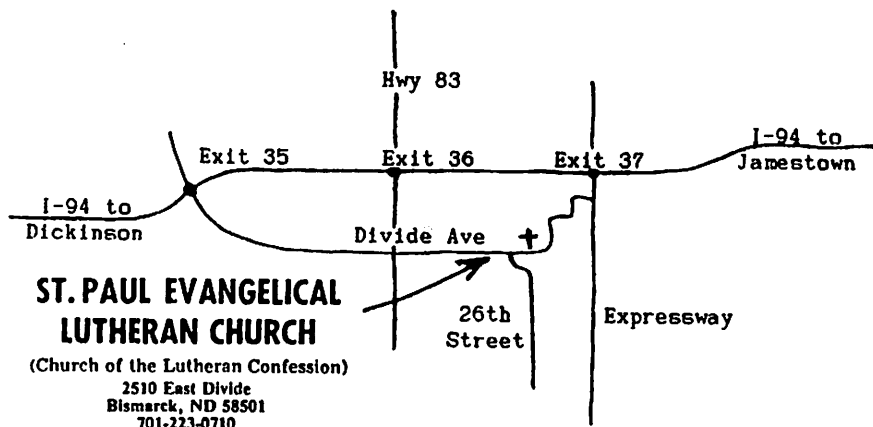 Hwy 83
Exit 35
Exit 36
Exit 37
I-94 to
Jamestown
I-94 to
Dickinson
Divide Ave
ST. PAUL EVANGELICAL
LUTHERAN CHURCH
(Church of the Lutheran Confession)
2510 East Divide
Bismarck, ND 58501
701-223-0710
26th
Street
Expressway